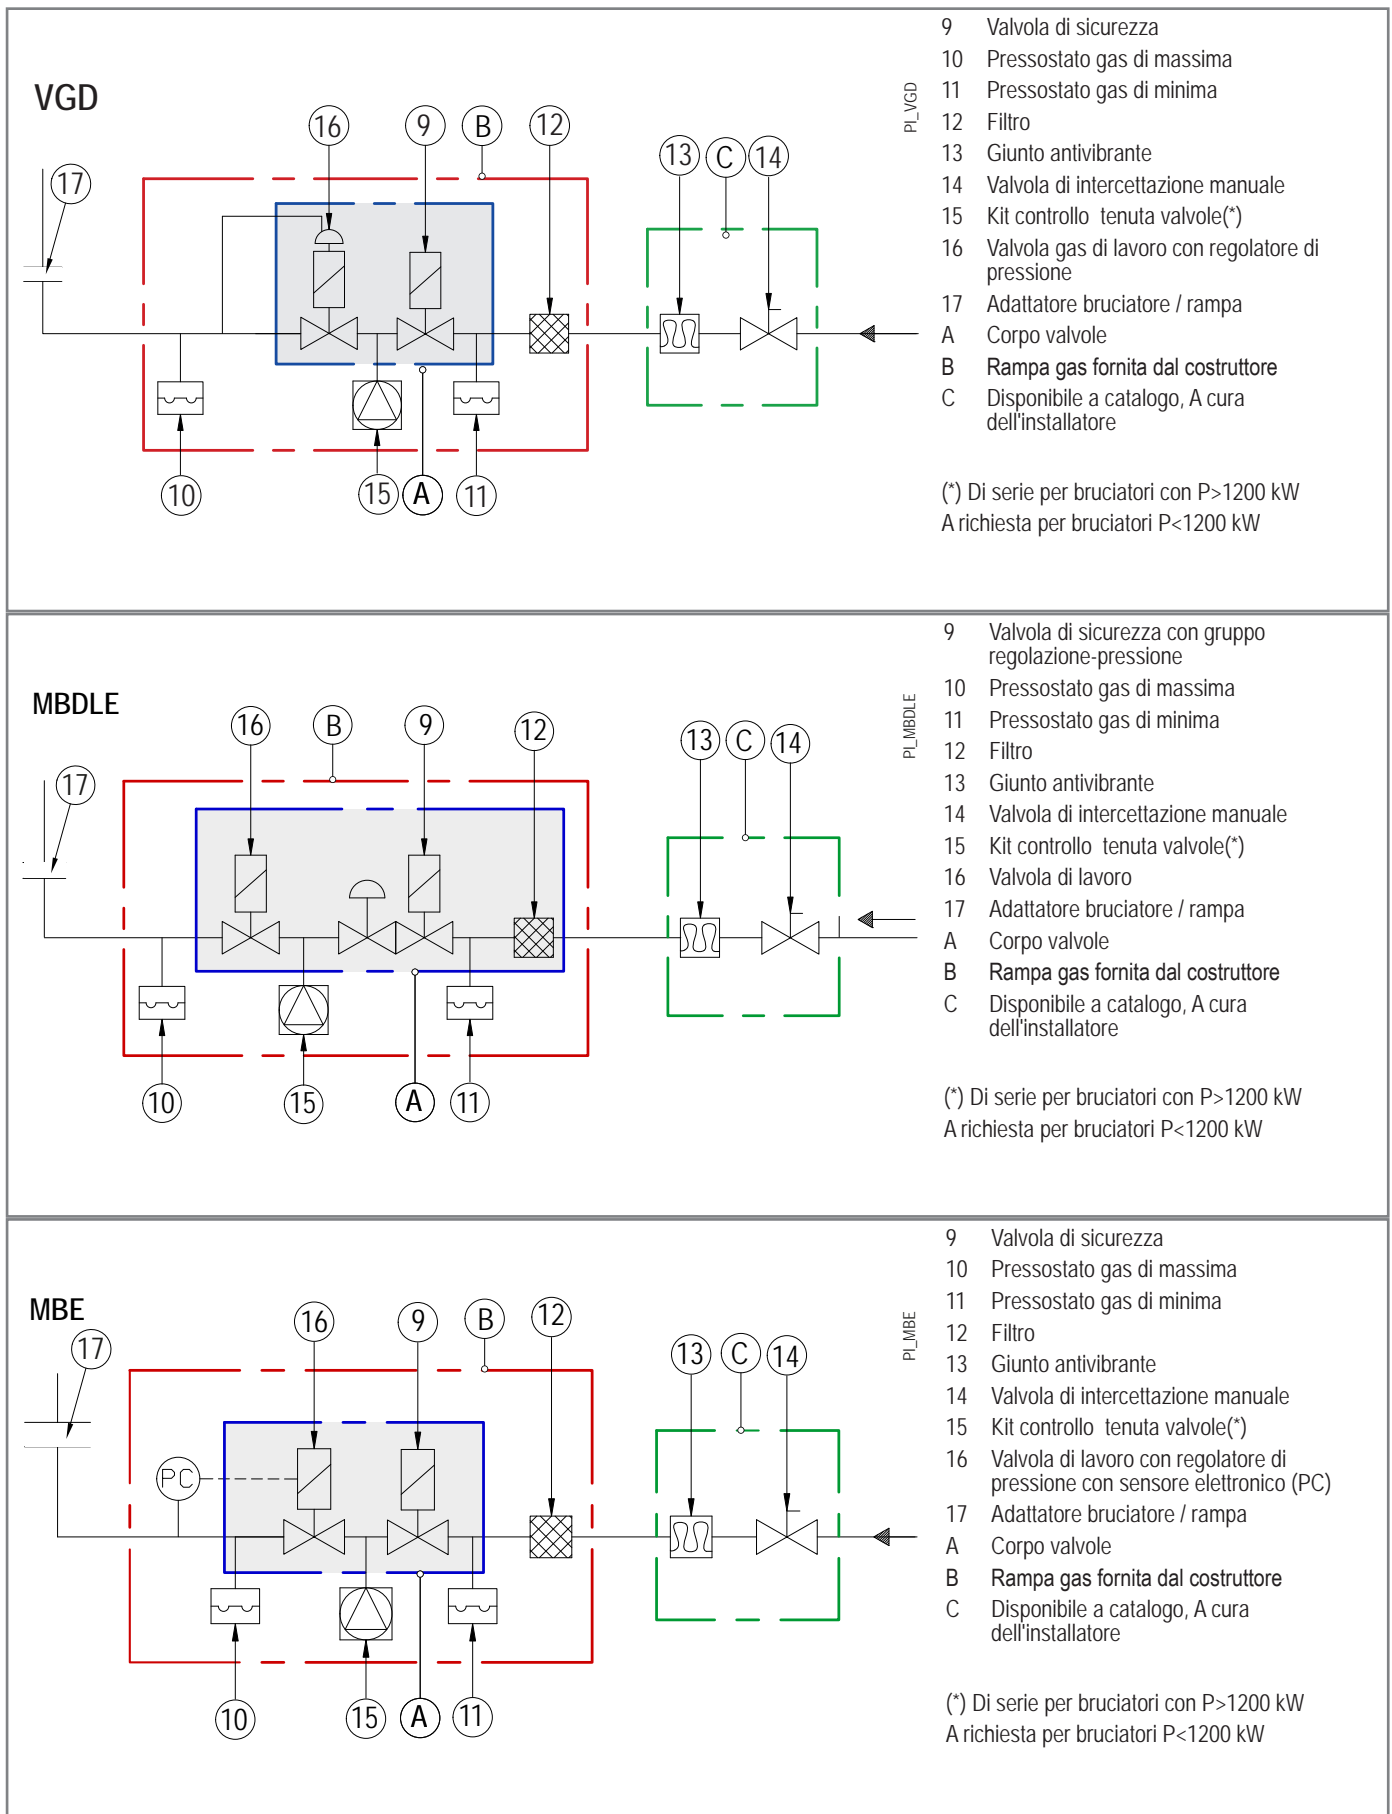 VGD
16
9
B
12
13
C
14
17
10
15
A
11
PI_VGD
9 Valvola di sicurezza
10 Pressostato gas di massima
11 Pressostato gas di minima
12 Filtro
13 Giunto antivibrante
14 Valvola di intercettazione manuale
15 Kit controllo tenuta valvole(*)
16 Valvola gas di lavoro con regolatore di
pressione
17 Adattatore bruciatore / rampa
A Corpo valvole
B Rampa gas fornita dal costruttore
C Disponibile a catalogo, A cura
dell'installatore
(*) Di serie per bruciatori con P>1200 kW
A richiesta per bruciatori P<1200 kW
MBDLE
16
B
9
12
13
C
14
17
10
15
A
11
PI_MBDLE
9 Valvola di sicurezza con gruppo
regolazione-pressione
10 Pressostato gas di massima
11 Pressostato gas di minima
12 Filtro
13 Giunto antivibrante
14 Valvola di intercettazione manuale
15 Kit controllo tenuta valvole(*)
16 Valvola di lavoro
17 Adattatore bruciatore / rampa
A Corpo valvole
B Rampa gas fornita dal costruttore
C Disponibile a catalogo, A cura
dell'installatore
(*) Di serie per bruciatori con P>1200 kW
A richiesta per bruciatori P<1200 kW
MBE
16
9
B
12
13
C
14
17
PC
10
15
A
11
PI_MBE
9 Valvola di sicurezza
10 Pressostato gas di massima
11 Pressostato gas di minima
12 Filtro
13 Giunto antivibrante
14 Valvola di intercettazione manuale
15 Kit controllo tenuta valvole(*)
16 Valvola di lavoro con regolatore di
pressione con sensore elettronico (PC)
17 Adattatore bruciatore / rampa
A Corpo valvole
B Rampa gas fornita dal costruttore
C Disponibile a catalogo, A cura
dell'installatore
(*) Di serie per bruciatori con P>1200 kW
A richiesta per bruciatori P<1200 kW